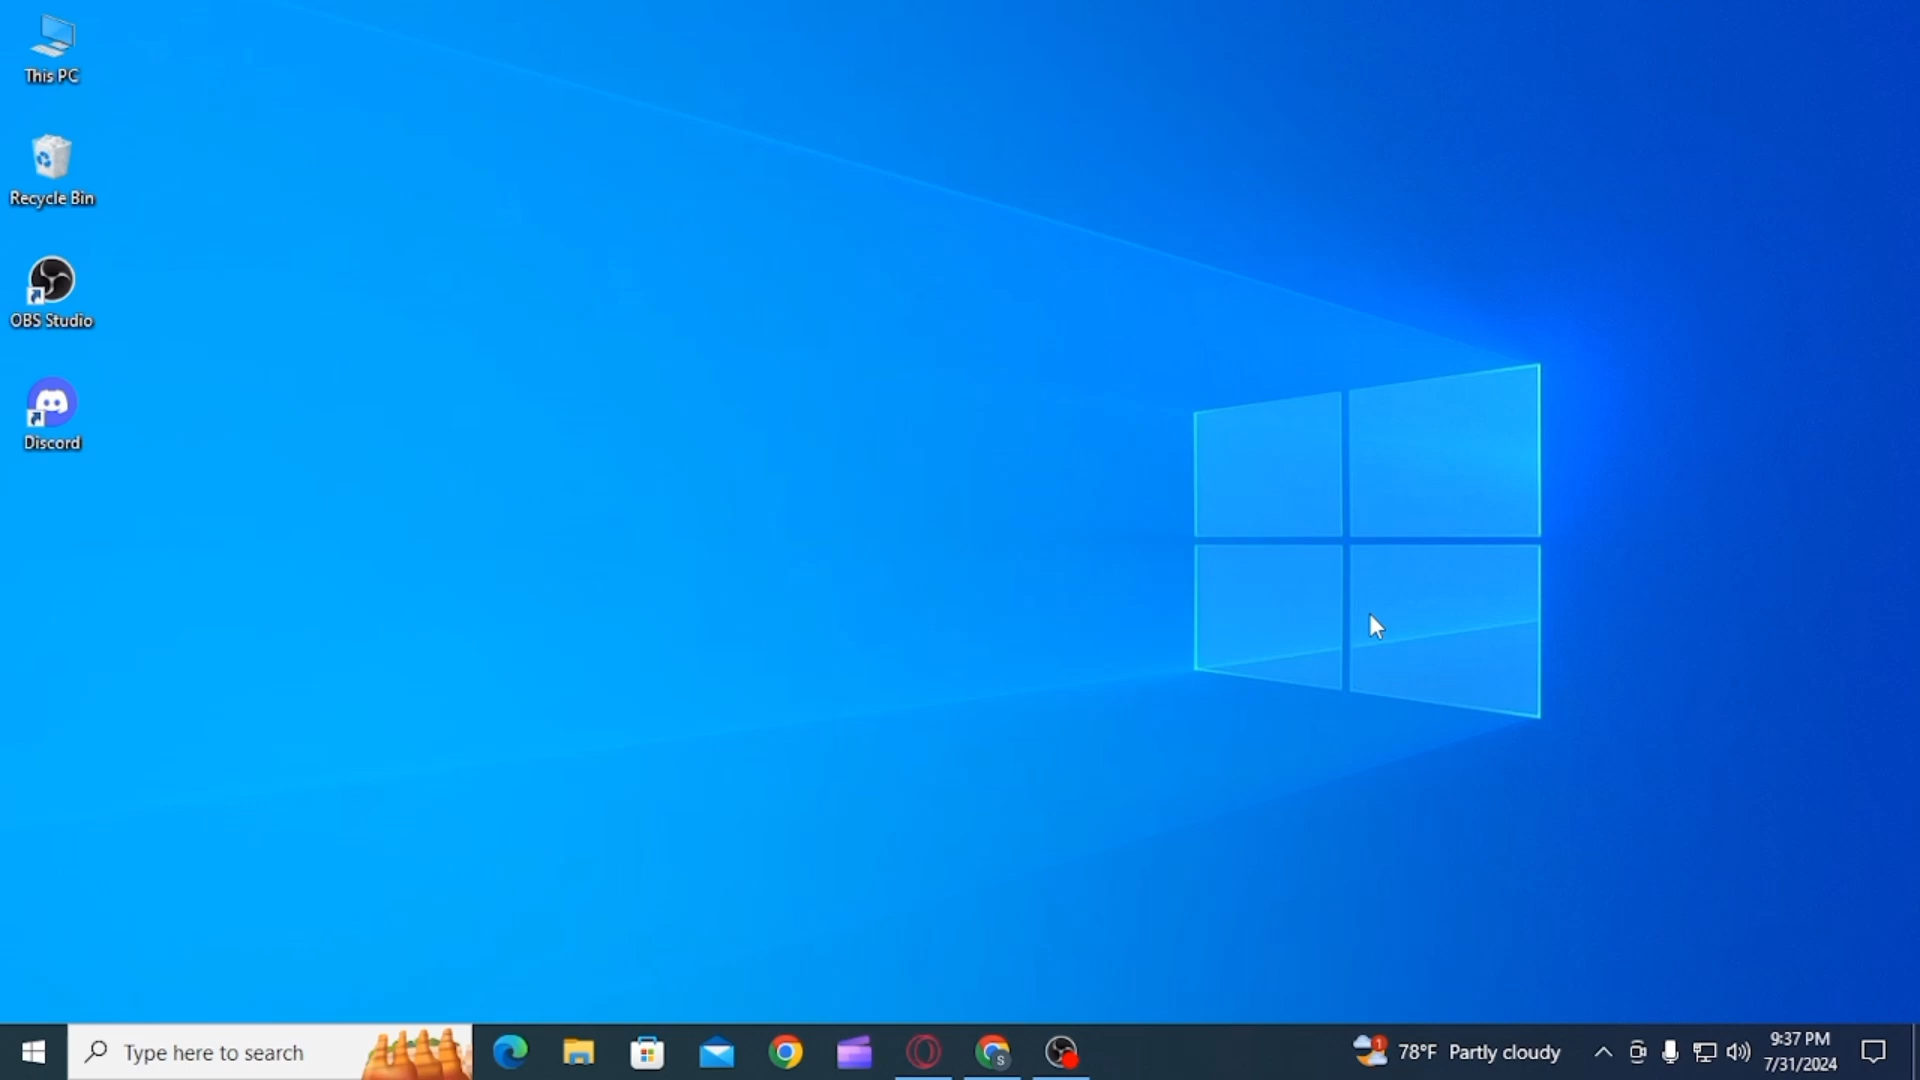 This PC
Recycle Bin
OBS Studio
Discord
Type here to search
1
S
78°F Partly cloudy
9:37 PM
7/31/2024